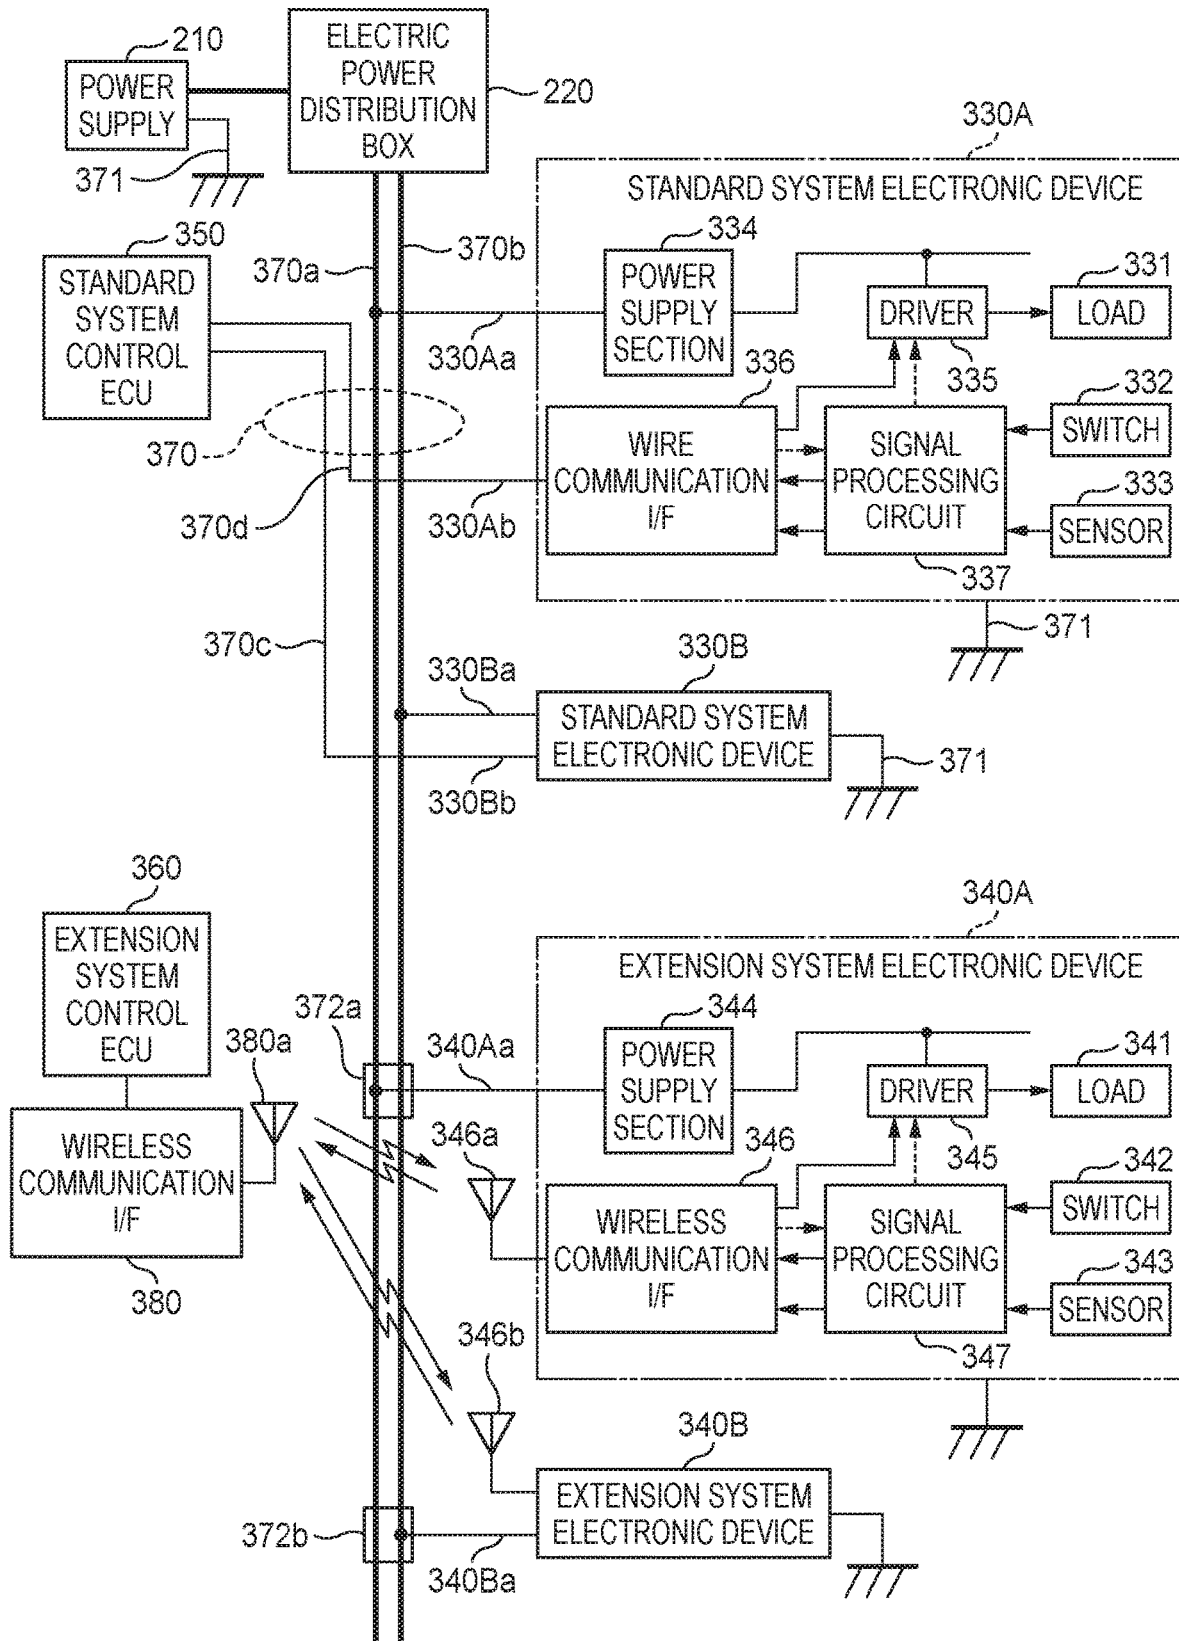 210
POWER
SUPPLY
371
ELECTRIC
POWER
DISTRIBUTION
BOX
220
330A
STANDARD SYSTEM ELECTRONIC DEVICE
350
STANDARD
SYSTEM
CONTROL
ECU
370a
370b
330Aa
334
POWER
SUPPLY
SECTION
DRIVER
335
331
LOAD
336
WIRE
COMMUNICATION
I/F
SIGNAL
PROCESSING
CIRCUIT
337
332
SWITCH
333
SENSOR
370
370d
330Ab
371
370c
330Ba
330B
STANDARD SYSTEM
ELECTRONIC DEVICE
330Bb
371
360
EXTENSION
SYSTEM
CONTROL
ECU
340A
EXTENSION SYSTEM ELECTRONIC DEVICE
372a
380a
340Aa
344
POWER
SUPPLY
SECTION
DRIVER
345
341
LOAD
WIRELESS
COMMUNICATION
I/F
380
346a
346
WIRELESS
COMMUNICATION
I/F
SIGNAL
PROCESSING
CIRCUIT
347
342
SWITCH
343
SENSOR
346b
340B
EXTENSION SYSTEM
ELECTRONIC DEVICE
372b
340Ba